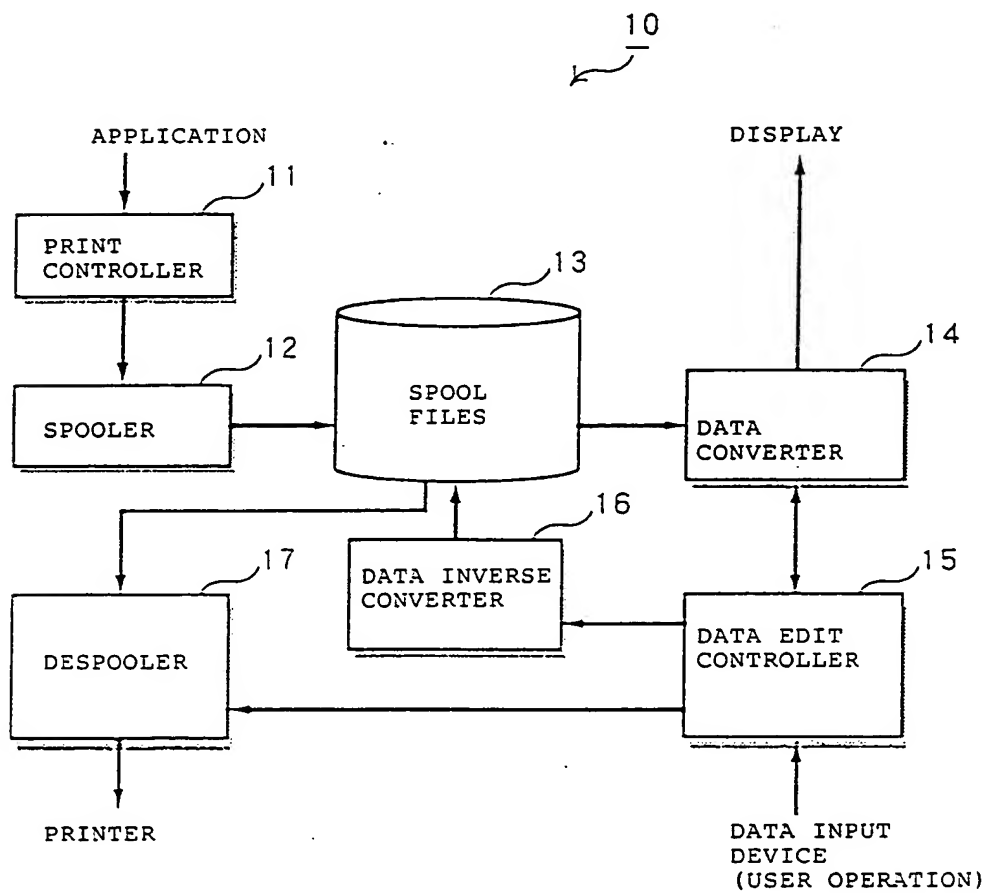 10
APPLICATION
DISPLAY
11
PRINT
CONTROLLER
13
12
14
SPOOL
FILES
SPOOLER
DATA
CONVERTER
16
17
15
DATA INVERSE
CONVERTER
DESPOOLER
DATA EDIT
CONTROLLER
PRINTER
DATA INPUT
DEVICE
(USER OPERATION)